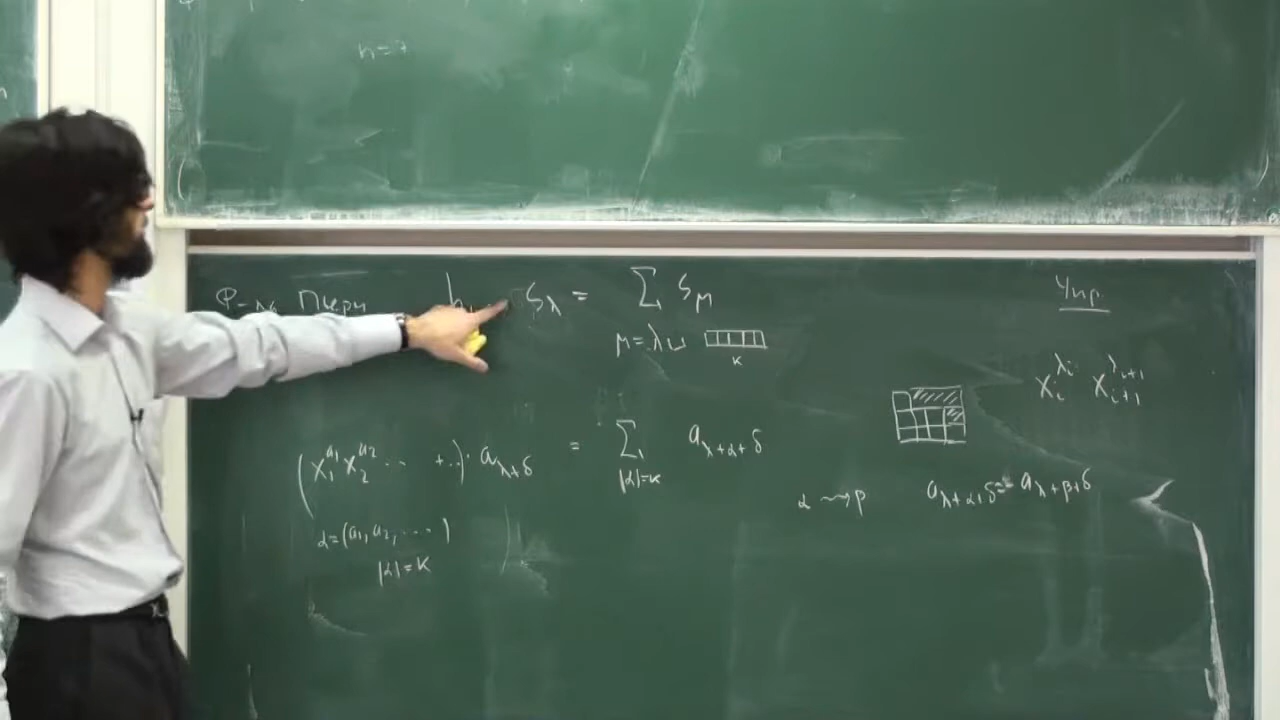 n=7
Ф-ла Пиери h S_λ = ∑ S_μ
μ=λ ⊔
κ
Упр.
x_i^{λ_i} x_{i+1}^{λ_{i+1}}
(x_1^{a_1} x_2^{a_2} ... + ...)· a_{λ+δ} = ∑_{|α|=κ} a_{λ+α+δ}
α ⇝ β a_{λ+α+δ} = - a_{λ+β+δ}
α=(a_1, a_2, ....)
|α|=κ